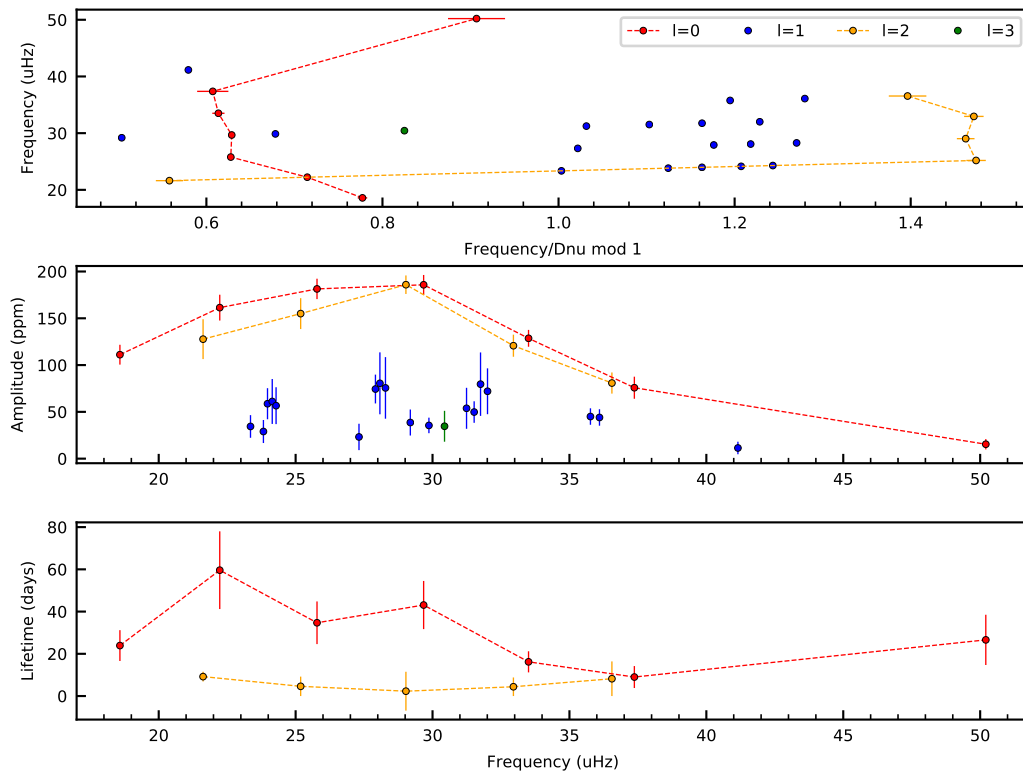 50
40
30
20
Frequency (uHz)
l=0 l=1 l=2 l=3
0.6 0.8 1.0 1.2 1.4
Frequency/Dnu mod 1
200
150
100
50
0
Amplitude (ppm)
20 25 30 35 40 45 50
80
60
40
20
0
Lifetime (days)
20 25 30 35 40 45 50
Frequency (uHz)